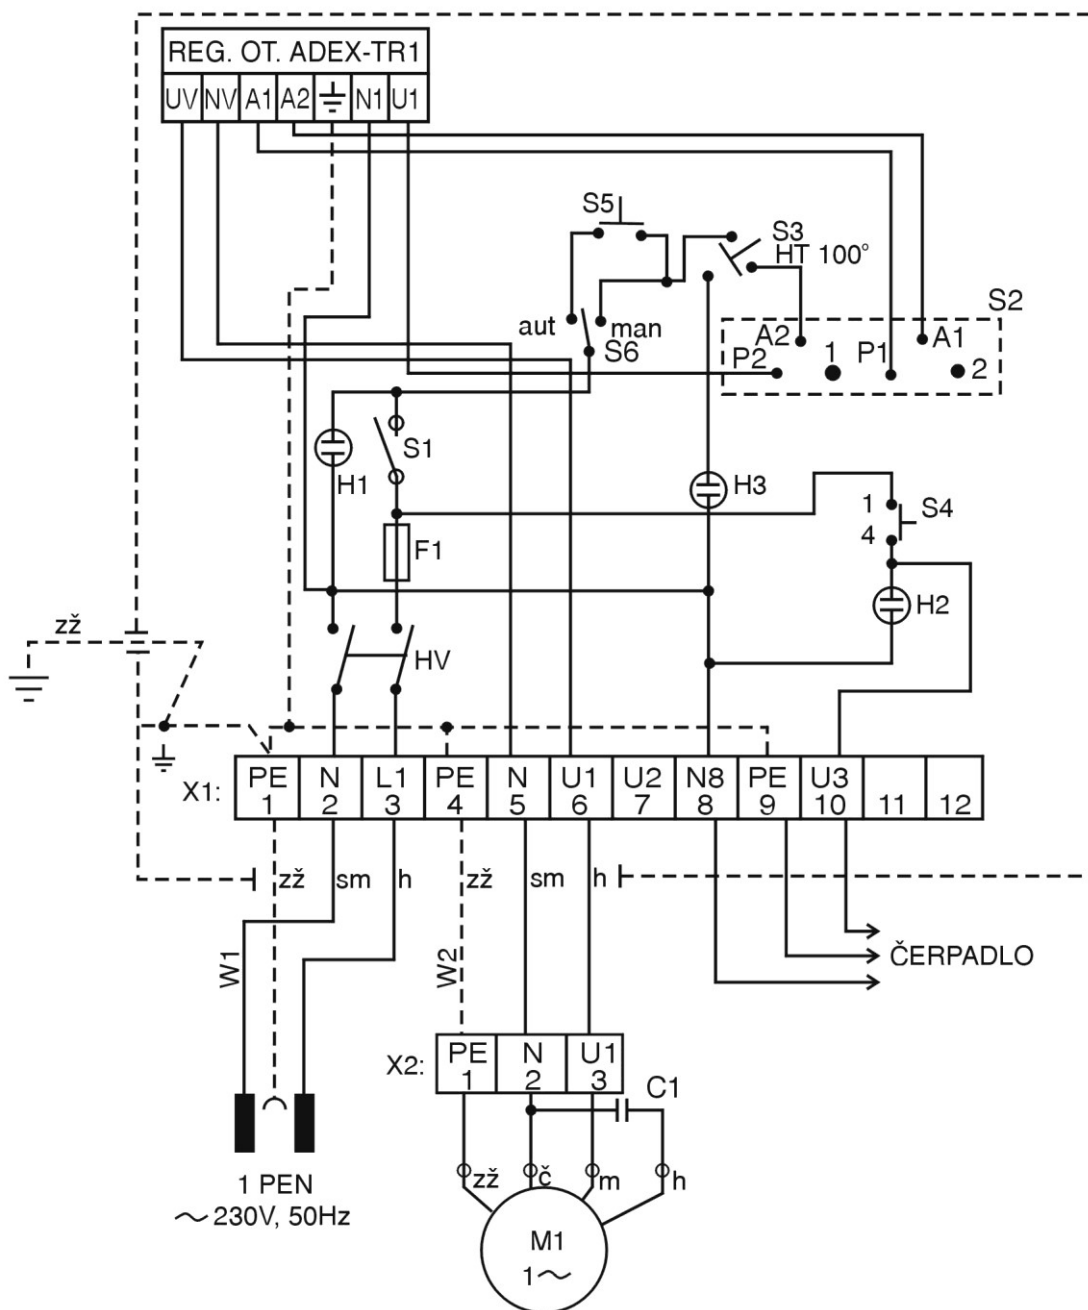 REG. OT. ADEX-TR1
UV NV A1 A2 N1 U1
S5
S3
HT 100°
S2
aut man
S6
A2
P2 1 P1 A1
2
S1
H1
H3
1
4
S4
F1
H2
zž
HV
X1:
PE N L1 PE N U1 U2 N8 PE U3
1 2 3 4 5 6 7 8 9 10 11 12
zž sm h zž sm h
W1
W2
ČERPADLO
X2:
PE N U1
1 2 3
C1
zž č m h
1 PEN
~ 230V, 50Hz
M1
1~